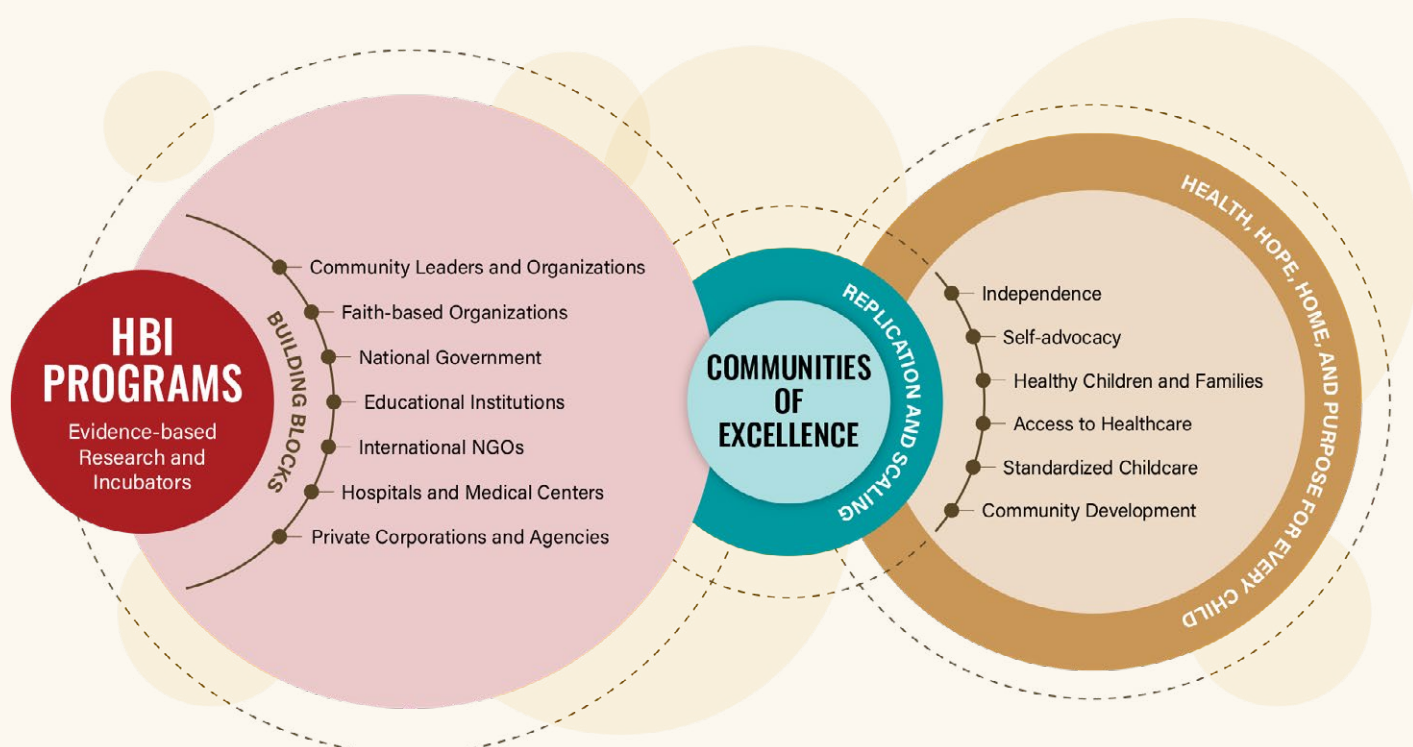 HBI
PROGRAMS
Evidence-based
Research and
Incubators
BUILDING BLOCKS
Community Leaders and Organizations
Faith-based Organizations
National Government
Educational Institutions
International NGOs
Hospitals and Medical Centers
Private Corporations and Agencies
COMMUNITIES
OF
EXCELLENCE
REPLICATION AND SCALING
Independence
Self-advocacy
Healthy Children and Families
Access to Healthcare
Standardized Childcare
Community Development
HEALTH, HOPE, HOME, AND PURPOSE FOR EVERY CHILD